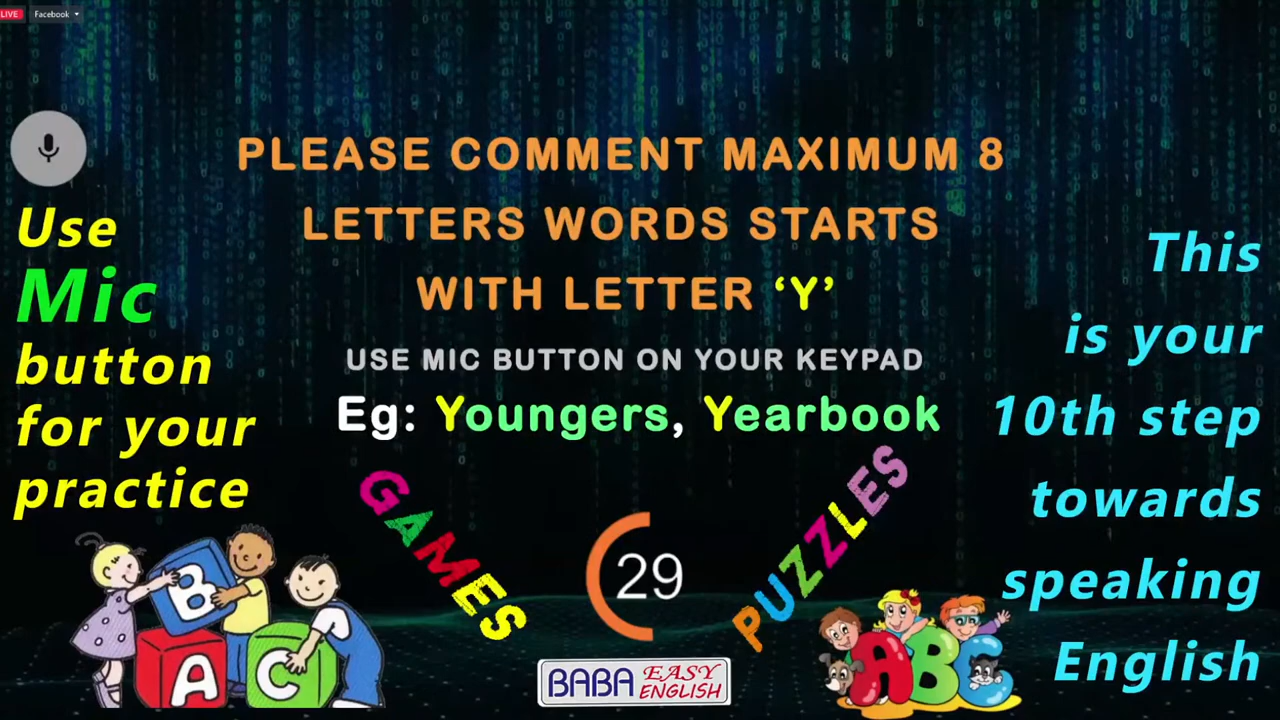 LIVE
Facebook
PLEASE COMMENT MAXIMUM 8
LETTERS WORDS STARTS
WITH LETTER ‘Y’
USE MIC BUTTON ON YOUR KEYPAD
Eg: Youngers, Yearbook
Use
Mic
button
for your
practice
This
is your
10th step
towards
speaking
English
GAMES
PUZZLES
29
B
A C
ABC
BABA EASY
ENGLISH